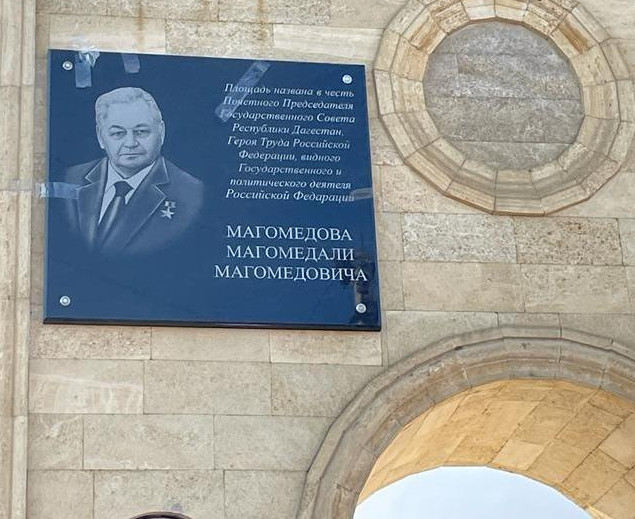 Площадь названа в честь
Почетного Председателя
Государственного Совета
Республики Дагестан,
Героя Труда Российской
Федерации, видного
Государственного и
политического деятеля
Российской Федарации
МАГОМЕДОВА
МАГОМЕДАЛИ
МАГОМЕДОВИЧА